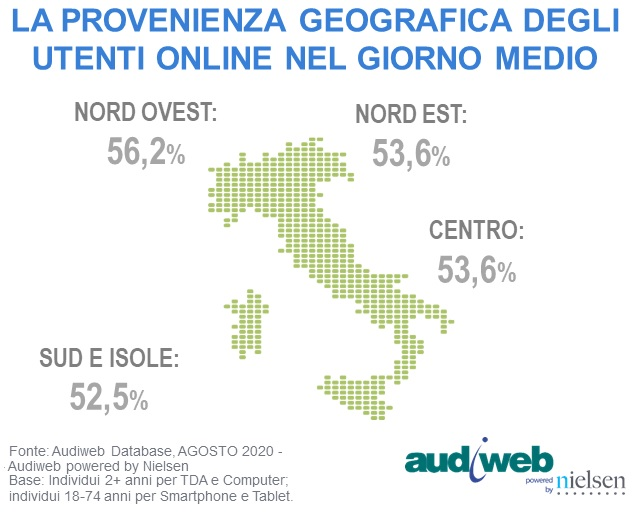 LA PROVENIENZA GEOGRAFICA DEGLI
UTENTI ONLINE NEL GIORNO MEDIO
NORD OVEST:
56,2%
NORD EST:
53,6%
CENTRO:
53,6%
SUD E ISOLE:
52,5%
Fonte: Audiweb Database, AGOSTO 2020 -
Audiweb powered by Nielsen
Base: Individui 2+ anni per TDA e Computer;
individui 18-74 anni per Smartphone e Tablet.
audiweb
powered
by nielsen